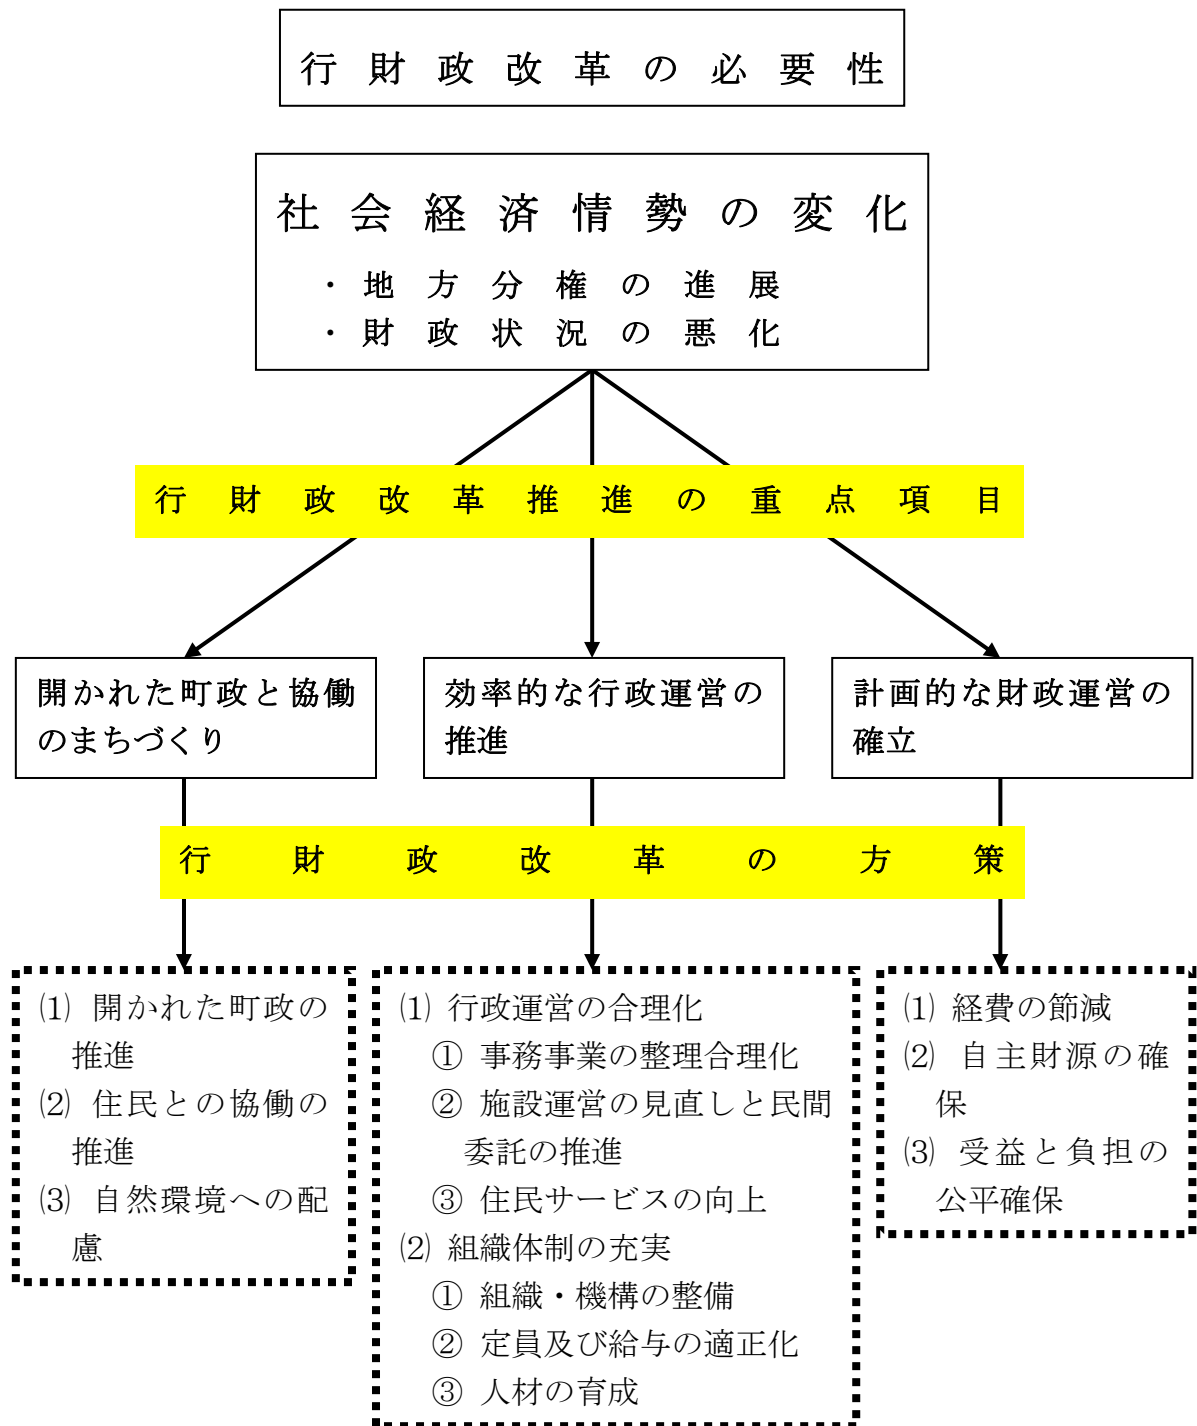 行財政改革の必要性
社会経済情勢の変化
・地方分権の進展
・財政状況の悪化
行財政改革推進の重点項目
開かれた町政と協働
のまちづくり
効率的な行政運営の
推進
計画的な財政運営の
確立
行財政改革の方策
⑴ 開かれた町政の
推進
⑵ 住民との協働の
推進
⑶ 自然環境への配
慮
⑴ 行政運営の合理化
① 事務事業の整理合理化
② 施設運営の見直しと民間
委託の推進
③ 住民サービスの向上
⑵ 組織体制の充実
① 組織・機構の整備
② 定員及び給与の適正化
③ 人材の育成
⑴ 経費の節減
⑵ 自主財源の確
保
⑶ 受益と負担の
公平確保